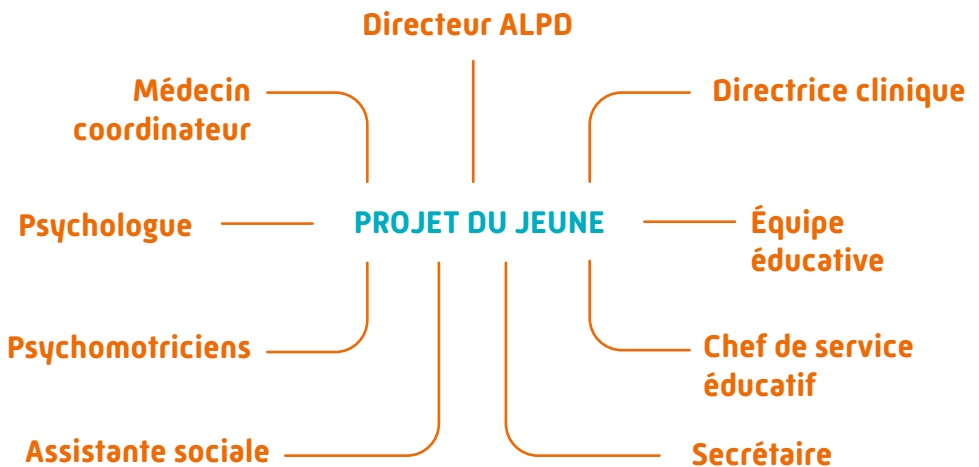 Directeur ALPD
Médecin
coordinateur
Directrice clinique
Psychologue
PROJET DU JEUNE
Équipe
éducative
Psychomotriciens
Chef de service
éducatif
Assistante sociale
Secrétaire